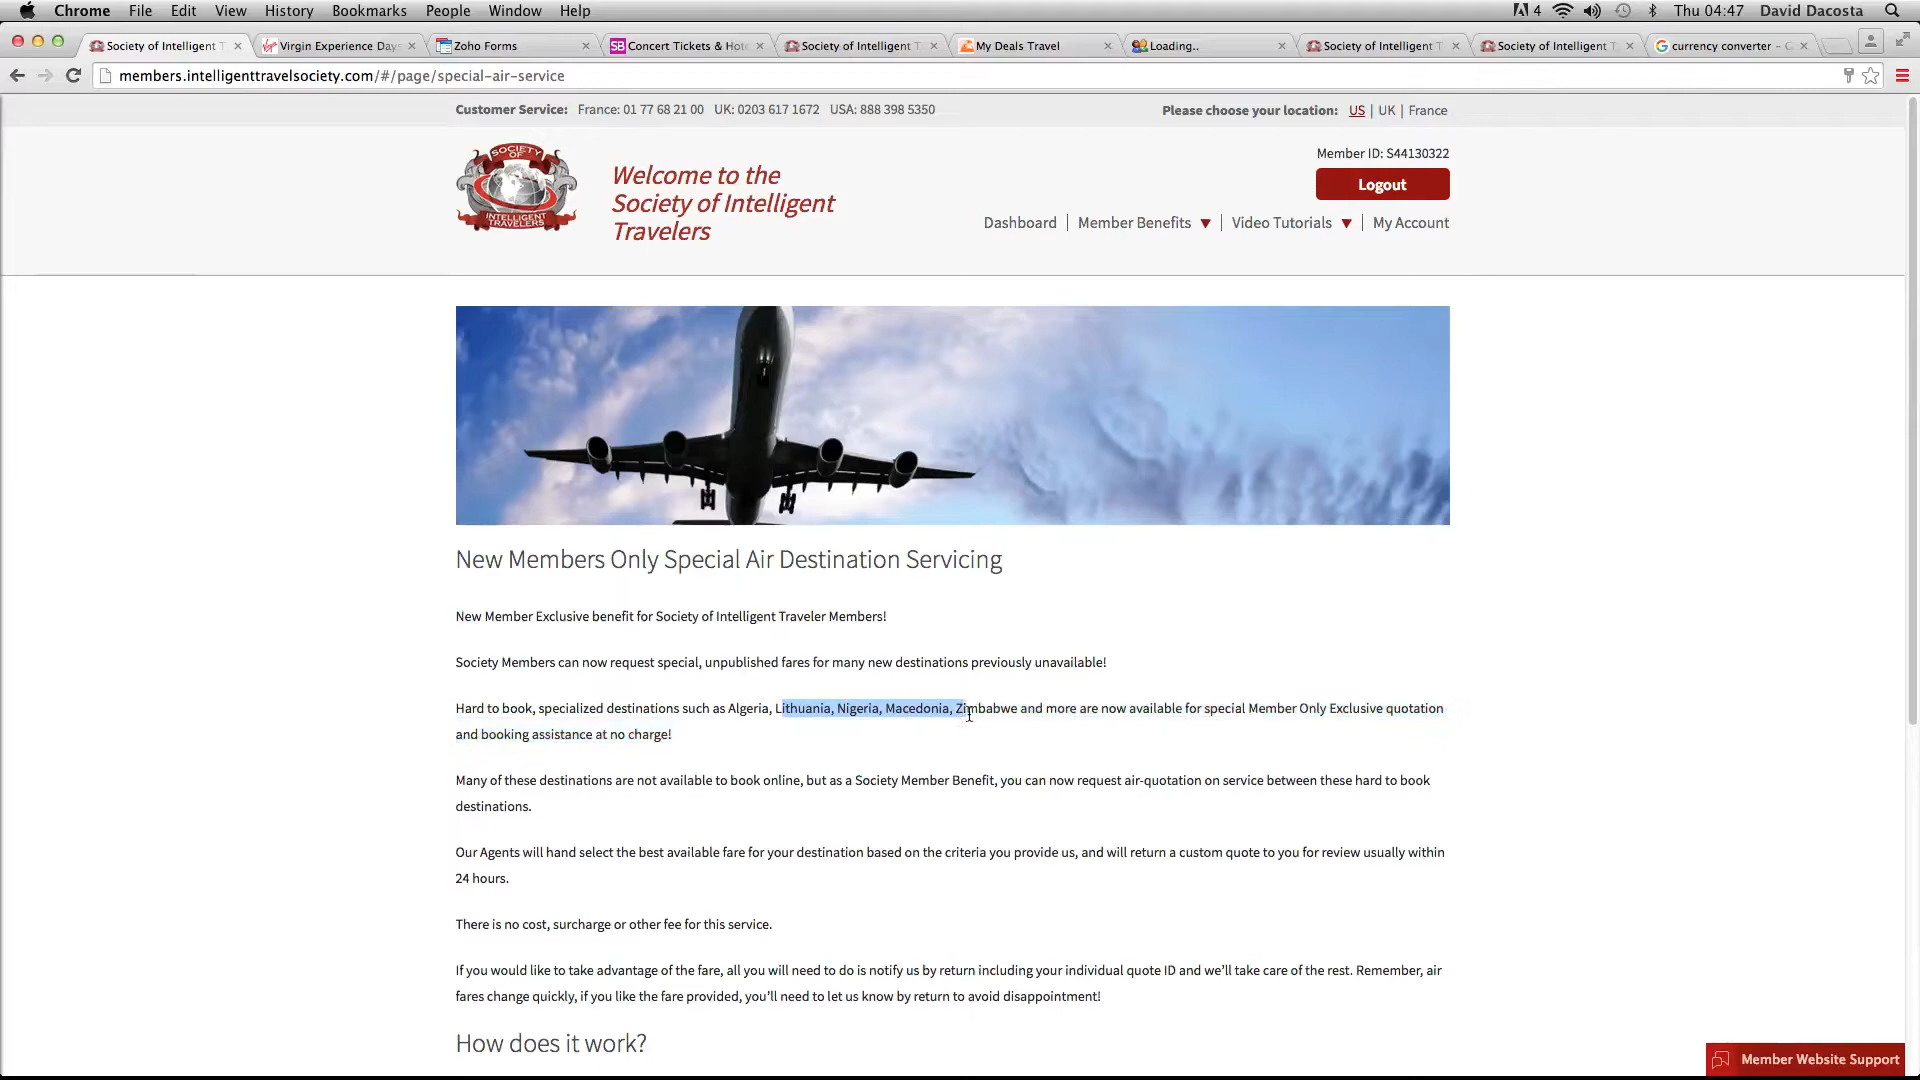 Chrome File Edit View History Bookmarks People Window Help 4 Thu 04:47 David Dacosta
Society of Intelligent T Virgin Experience Days Zoho Forms SB Concert Tickets & Hot Society of Intelligent T My Deals Travel Loading.. Society of Intelligent T Society of Intelligent T currency converter -
members.intelligenttravelsociety.com/#/page/special-air-service
Customer Service: France: 01 77 68 21 00 UK: 0203 617 1672 USA: 888 398 5350 Please choose your location: US | UK | France
SOCIETY
OF
INTELLIGENT
TRAVELERS
Welcome to the
Society of Intelligent
Travelers
Member ID: S44130322
Logout
Dashboard | Member Benefits ▼ | Video Tutorials ▼ | My Account
New Members Only Special Air Destination Servicing
New Member Exclusive benefit for Society of Intelligent Traveler Members!
Society Members can now request special, unpublished fares for many new destinations previously unavailable!
Hard to book, specialized destinations such as Algeria, Lithuania, Nigeria, Macedonia, Zimbabwe and more are now available for special Member Only Exclusive quotation
and booking assistance at no charge!
Many of these destinations are not available to book online, but as a Society Member Benefit, you can now request air-quotation on service between these hard to book
destinations.
Our Agents will hand select the best available fare for your destination based on the criteria you provide us, and will return a custom quote to you for review usually within
24 hours.
There is no cost, surcharge or other fee for this service.
If you would like to take advantage of the fare, all you will need to do is notify us by return including your individual quote ID and we'll take care of the rest. Remember, air
fares change quickly, if you like the fare provided, you'll need to let us know by return to avoid disappointment!
How does it work?
Member Website Support